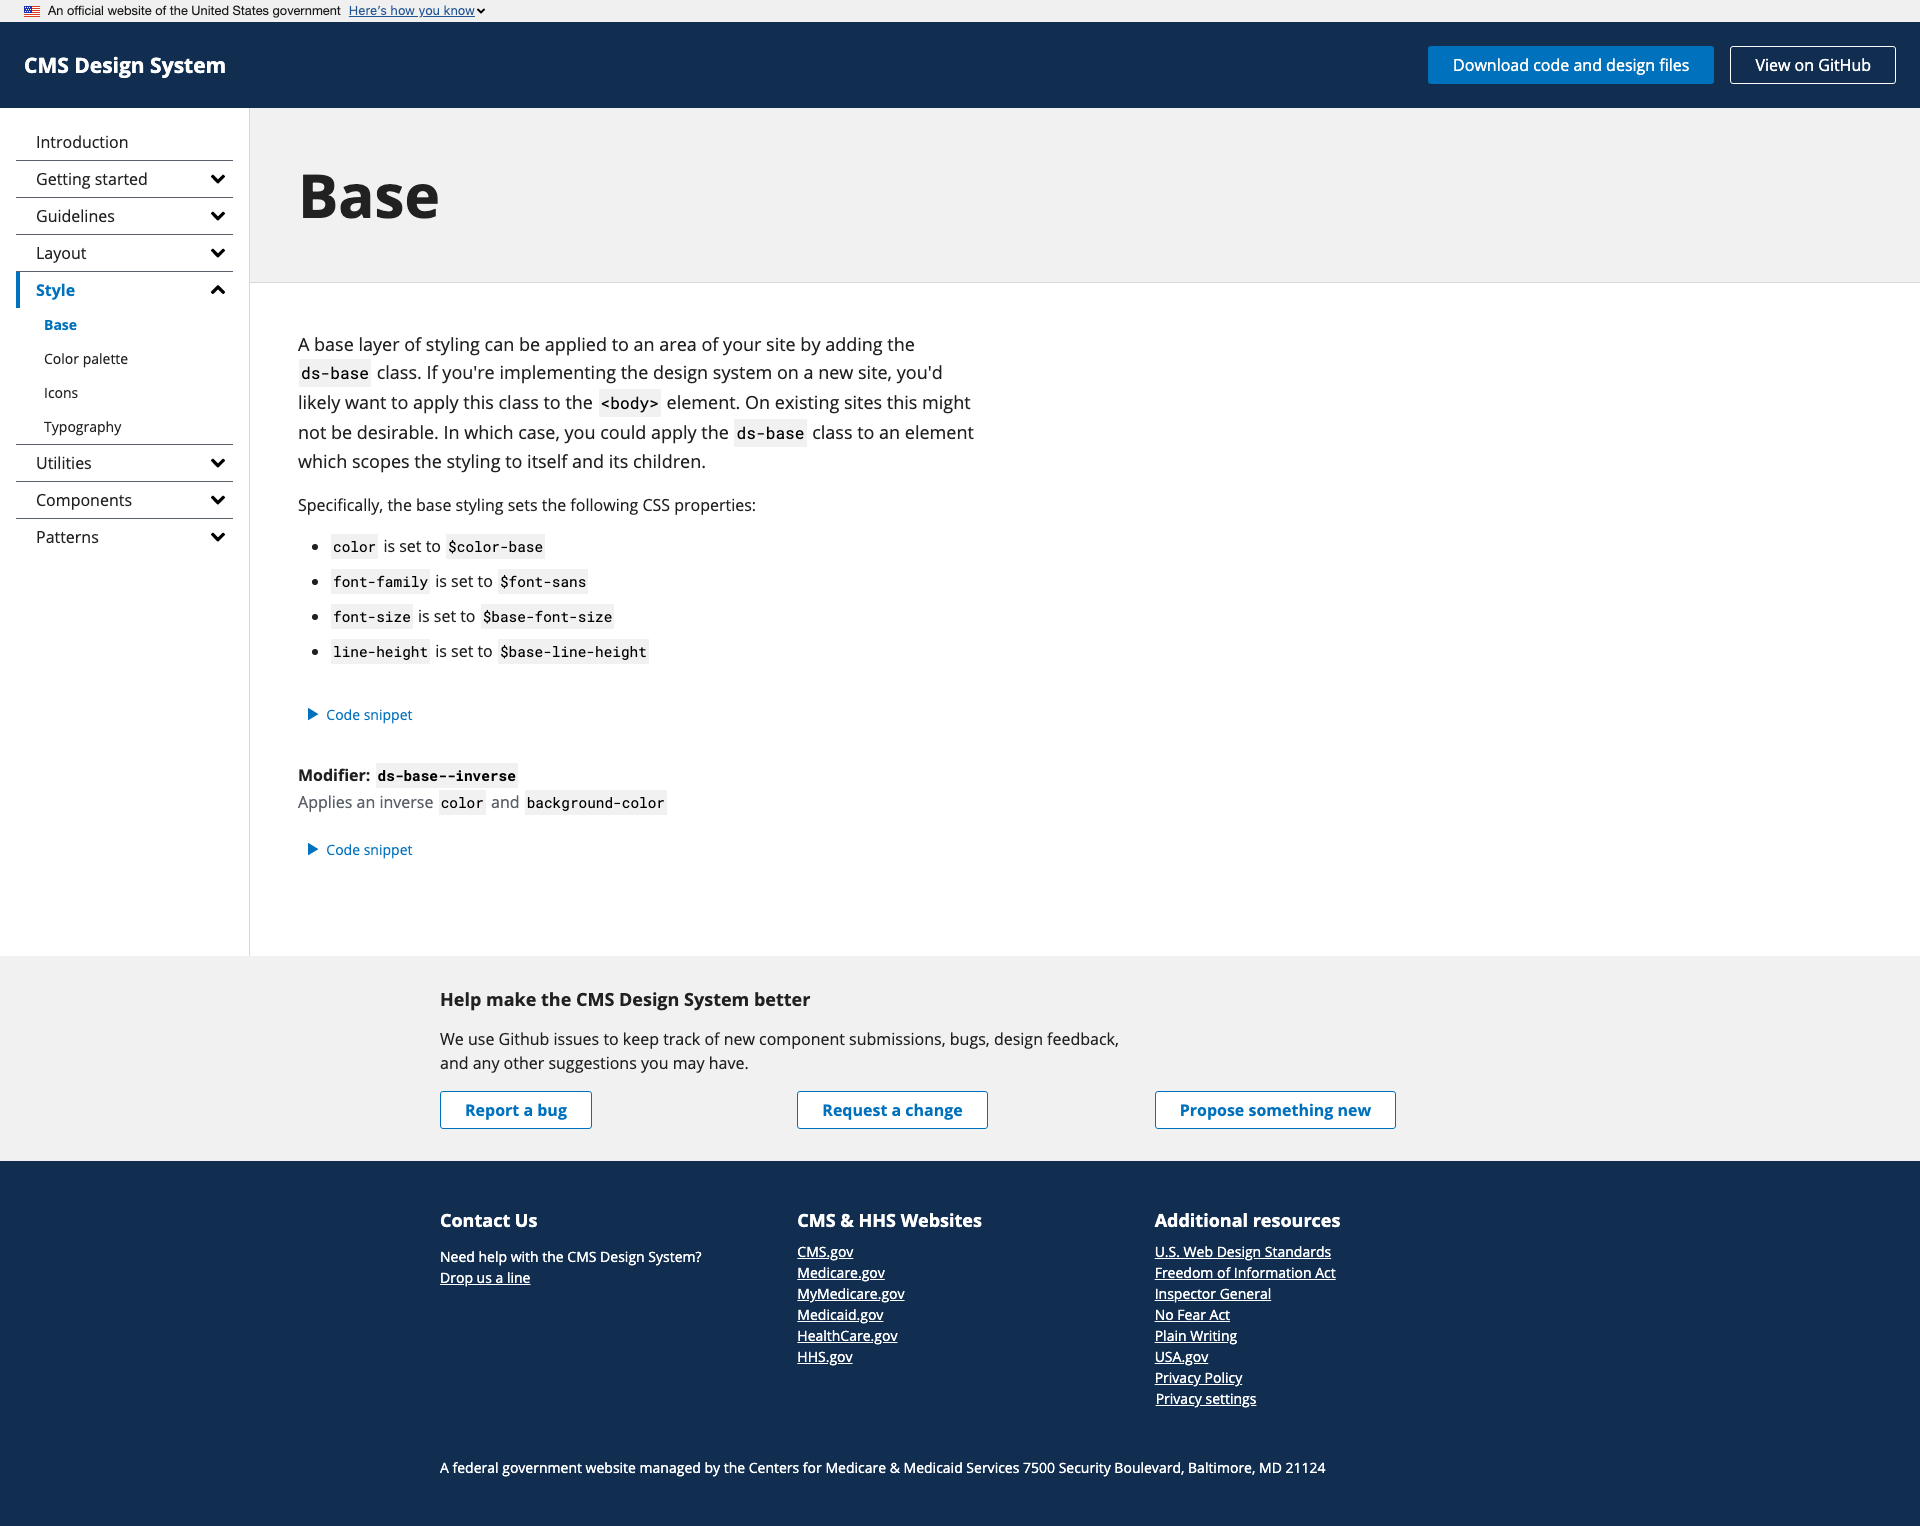 An official website of the United States government Here's how you know
CMS Design System
Download code and design files
View on GitHub
Introduction
Getting started
Guidelines
Layout
Style
Base
Color palette
Icons
Typography
Utilities
Components
Patterns
Base
A base layer of styling can be applied to an area of your site by adding the
ds-base class. If you're implementing the design system on a new site, you'd
likely want to apply this class to the <body> element. On existing sites this might
not be desirable. In which case, you could apply the ds-base class to an element
which scopes the styling to itself and its children.
Specifically, the base styling sets the following CSS properties:
color is set to $color-base
font-family is set to $font-sans
font-size is set to $base-font-size
line-height is set to $base-line-height
Code snippet
Modifier: ds-base--inverse
Applies an inverse color and background-color
Code snippet
Help make the CMS Design System better
We use Github issues to keep track of new component submissions, bugs, design feedback,
and any other suggestions you may have.
Report a bug
Request a change
Propose something new
Contact Us
Need help with the CMS Design System?
Drop us a line
CMS & HHS Websites
CMS.gov
Medicare.gov
MyMedicare.gov
Medicaid.gov
HealthCare.gov
HHS.gov
Additional resources
U.S. Web Design Standards
Freedom of Information Act
Inspector General
No Fear Act
Plain Writing
USA.gov
Privacy Policy
Privacy settings
A federal government website managed by the Centers for Medicare & Medicaid Services 7500 Security Boulevard, Baltimore, MD 21124